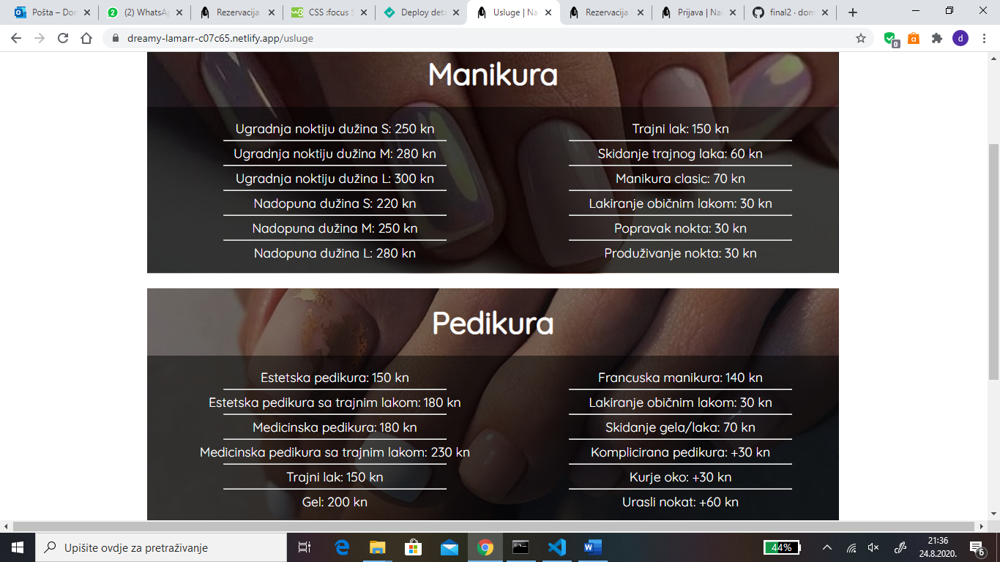 Pošta – Don
(2) WhatsAp
Rezervacija
CSS :focus S
Deploy deta
Usluge | Na
Rezervacija
Prijava | Nai
final2 · dom
dreamy-lamarr-c07c65.netlify.app/usluge
0
d
Manikura
Ugradnja noktiju dužina S: 250 kn
Ugradnja noktiju dužina M: 280 kn
Ugradnja noktiju dužina L: 300 kn
Nadopuna dužina S: 220 kn
Nadopuna dužina M: 250 kn
Nadopuna dužina L: 280 kn
Trajni lak: 150 kn
Skidanje trajnog laka: 60 kn
Manikura clasic: 70 kn
Lakiranje običnim lakom: 30 kn
Popravak nokta: 30 kn
Produživanje nokta: 30 kn
Pedikura
Estetska pedikura: 150 kn
Estetska pedikura sa trajnim lakom: 180 kn
Medicinska pedikura: 180 kn
Medicinska pedikura sa trajnim lakom: 230 kn
Trajni lak: 150 kn
Gel: 200 kn
Francuska manikura: 140 kn
Lakiranje običnim lakom: 30 kn
Skidanje gela/laka: 70 kn
Komplicirana pedikura: +30 kn
Kurje oko: +30 kn
Urasli nokat: +60 kn
Upišite ovdje za pretraživanje
44%
21:36
24.8.2020.
6